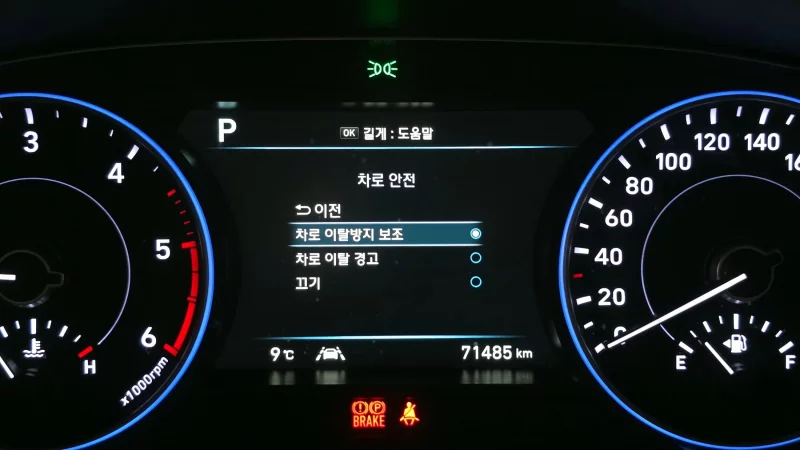 P
OK 길게 : 도움말
차로 안전
이전
차로 이탈방지 보조
차로 이탈 경고
끄기
9 ℃
71485 km
3
4
5
6
x1000rpm
H
0
20
40
60
80
100
120
140
E
F
BRAKE